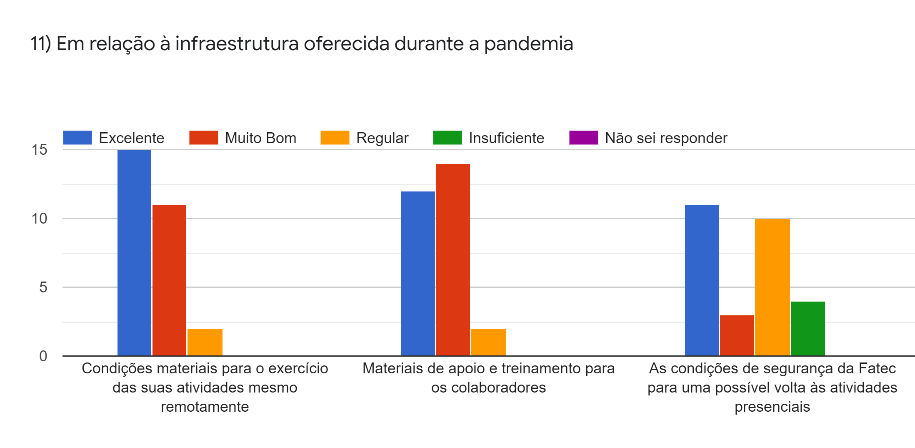 11) Em relação à infraestrutura oferecida durante a pandemia
Excelente Muito Bom Regular Insuficiente Não sei responder
15
10
5
0
Condições materiais para o exercício
das suas atividades mesmo
remotamente
Materiais de apoio e treinamento para
os colaboradores
As condições de segurança da Fatec
para uma possível volta às atividades
presenciais